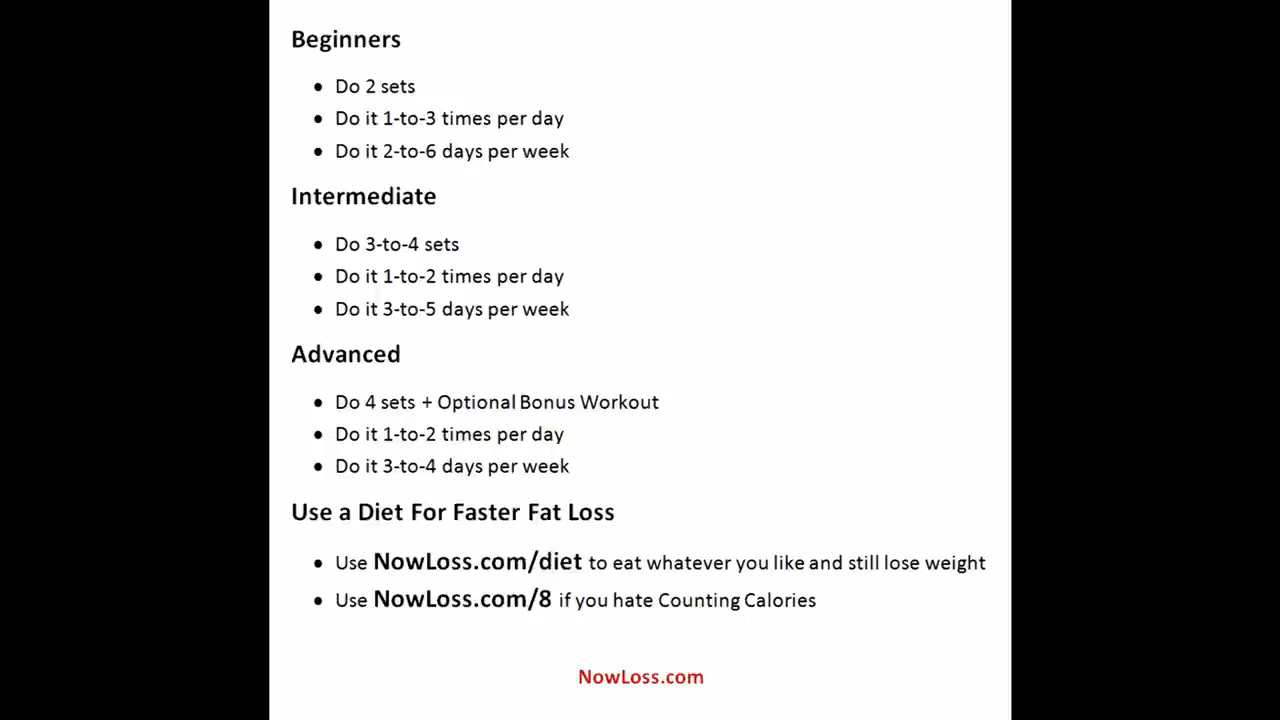 Beginners
• Do 2 sets
• Do it 1-to-3 times per day
• Do it 2-to-6 days per week
Intermediate
• Do 3-to-4 sets
• Do it 1-to-2 times per day
• Do it 3-to-5 days per week
Advanced
• Do 4 sets + Optional Bonus Workout
• Do it 1-to-2 times per day
• Do it 3-to-4 days per week
Use a Diet For Faster Fat Loss
• Use NowLoss.com/diet to eat whatever you like and still lose weight
• Use NowLoss.com/8 if you hate Counting Calories
NowLoss.com